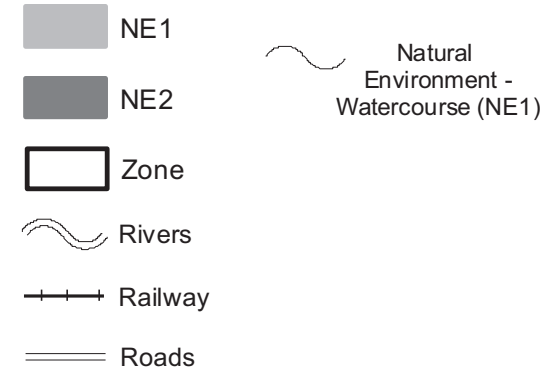 NE1
NE2
Zone
Rivers
Railway
Roads
Natural
Environment -
Watercourse (NE1)